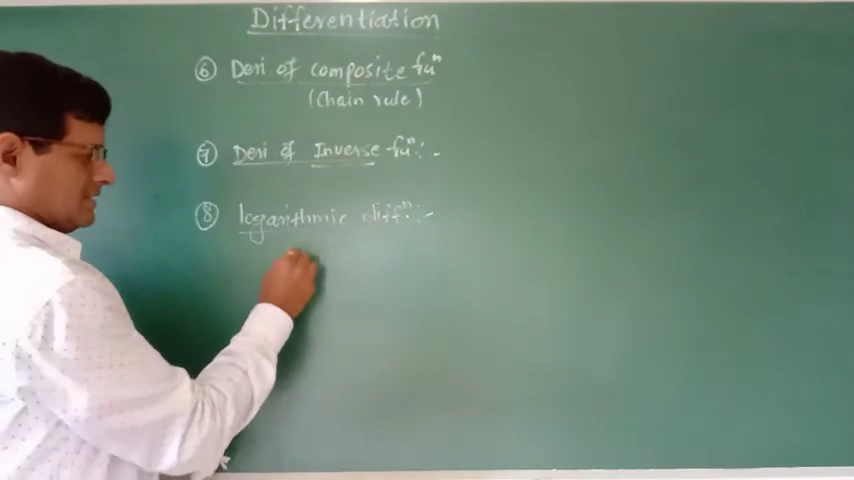 Differentiation
⑥ Deri of composite fuⁿ
(Chain rule)
⑦ Deri of Inverse fuⁿ:-
⑧ logarithmic diffⁿ:-